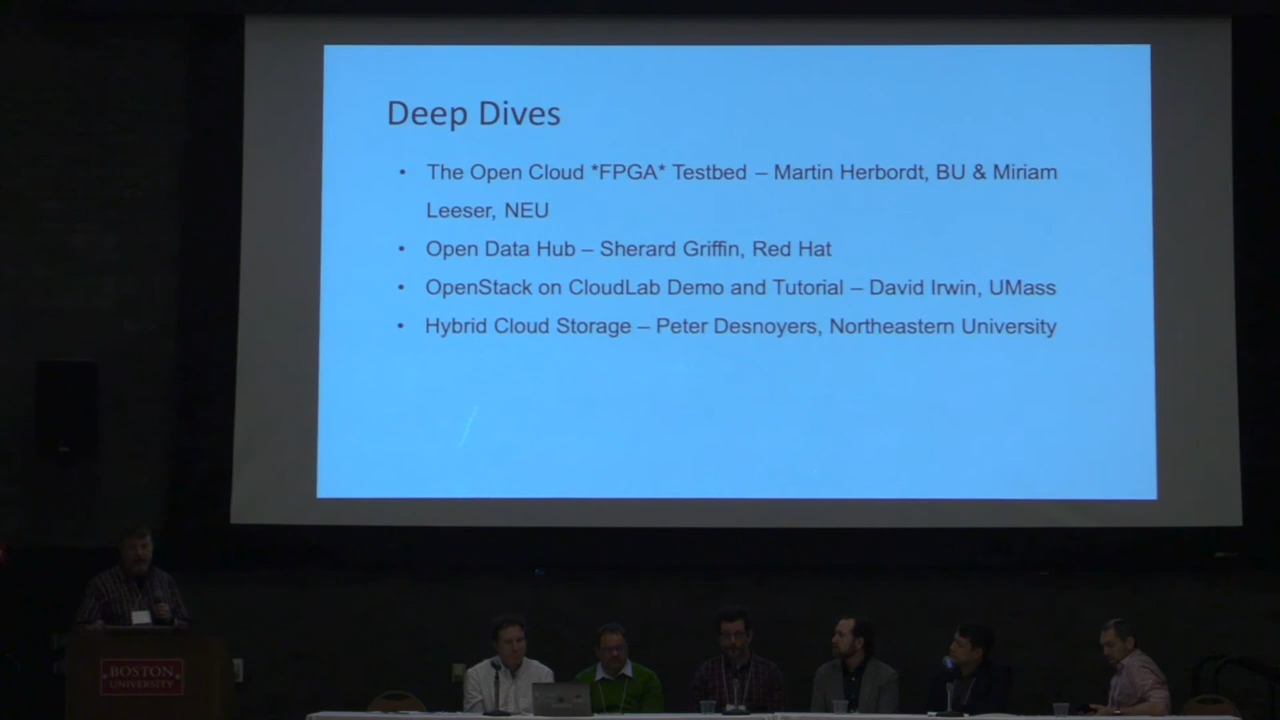 Deep Dives
• The Open Cloud *FPGA* Testbed – Martin Herbordt, BU & Miriam
Leeser, NEU
• Open Data Hub – Sherard Griffin, Red Hat
• OpenStack on CloudLab Demo and Tutorial – David Irwin, UMass
• Hybrid Cloud Storage – Peter Desnoyers, Northeastern University
BOSTON
UNIVERSITY